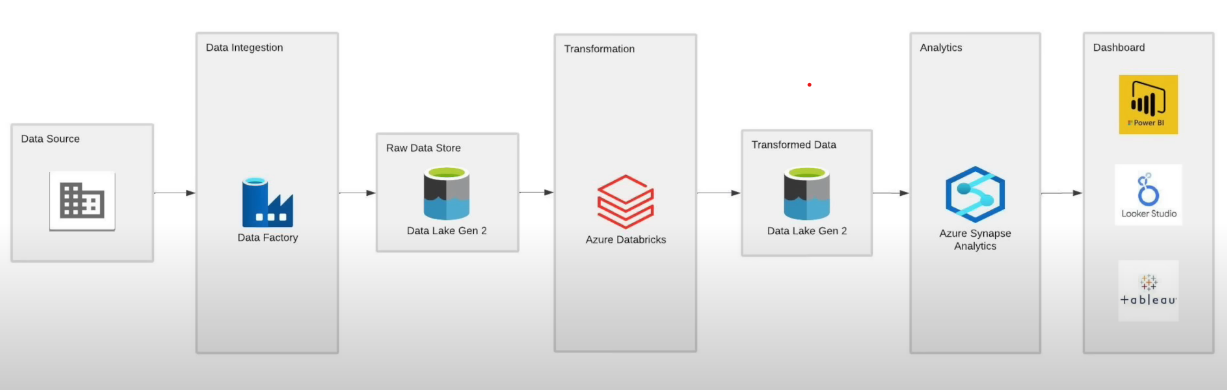 Data Source
Data Integestion
Data Factory
Raw Data Store
Data Lake Gen 2
Transformation
Azure Databricks
Transformed Data
Data Lake Gen 2
Analytics
Azure Synapse
Analytics
Dashboard
Power BI
Looker Studio
+ableau